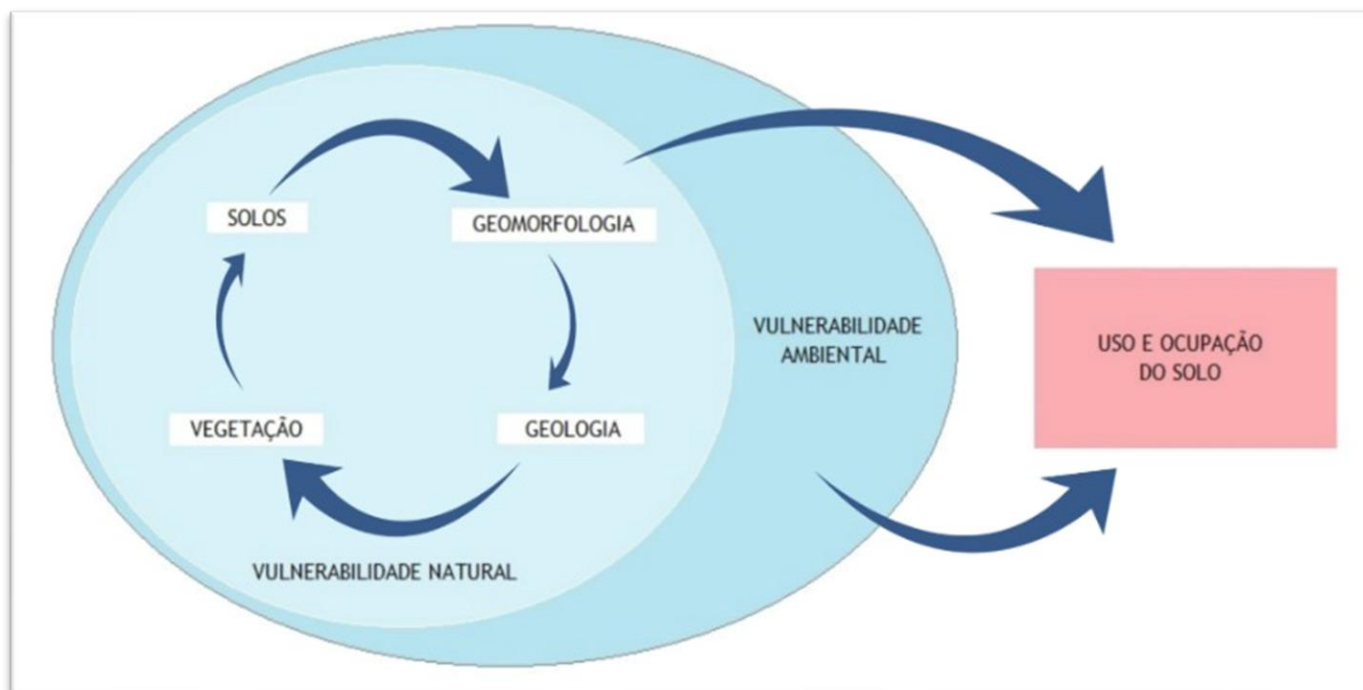 SOLOS
GEOMORFOLOGIA
VEGETAÇÃO
GEOLOGIA
VULNERABILIDADE NATURAL
VULNERABILIDADE
AMBIENTAL
USO E OCUPAÇÃO
DO SOLO